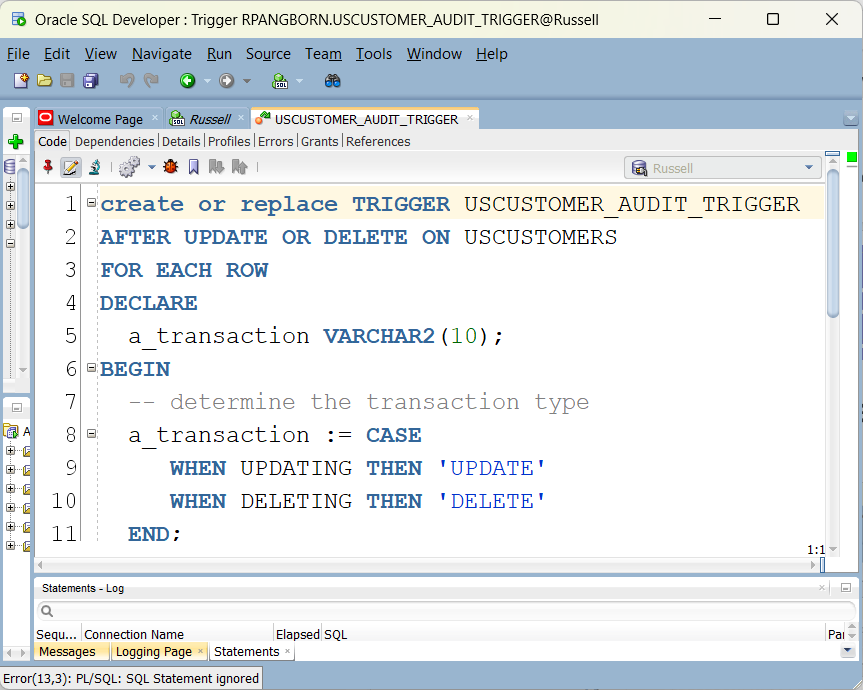 Oracle SQL Developer : Trigger RPANGBORN.USCUSTOMER_AUDIT_TRIGGER@Russell
File Edit View Navigate Run Source Team Tools Window Help
Welcome Page Russell USCUSTOMER_AUDIT_TRIGGER
Code Dependencies Details Profiles Errors Grants References
Russell
1 create or replace TRIGGER USCUSTOMER_AUDIT_TRIGGER
2 AFTER UPDATE OR DELETE ON USCUSTOMERS
3 FOR EACH ROW
4 DECLARE
5 a_transaction VARCHAR2(10);
6 BEGIN
7 -- determine the transaction type
8 a_transaction := CASE
9 WHEN UPDATING THEN 'UPDATE'
10 WHEN DELETING THEN 'DELETE'
11 END;
A
1:1
Statements - Log
Sequ... Connection Name Elapsed SQL Par
Messages Logging Page Statements
Error(13,3): PL/SQL: SQL Statement ignored